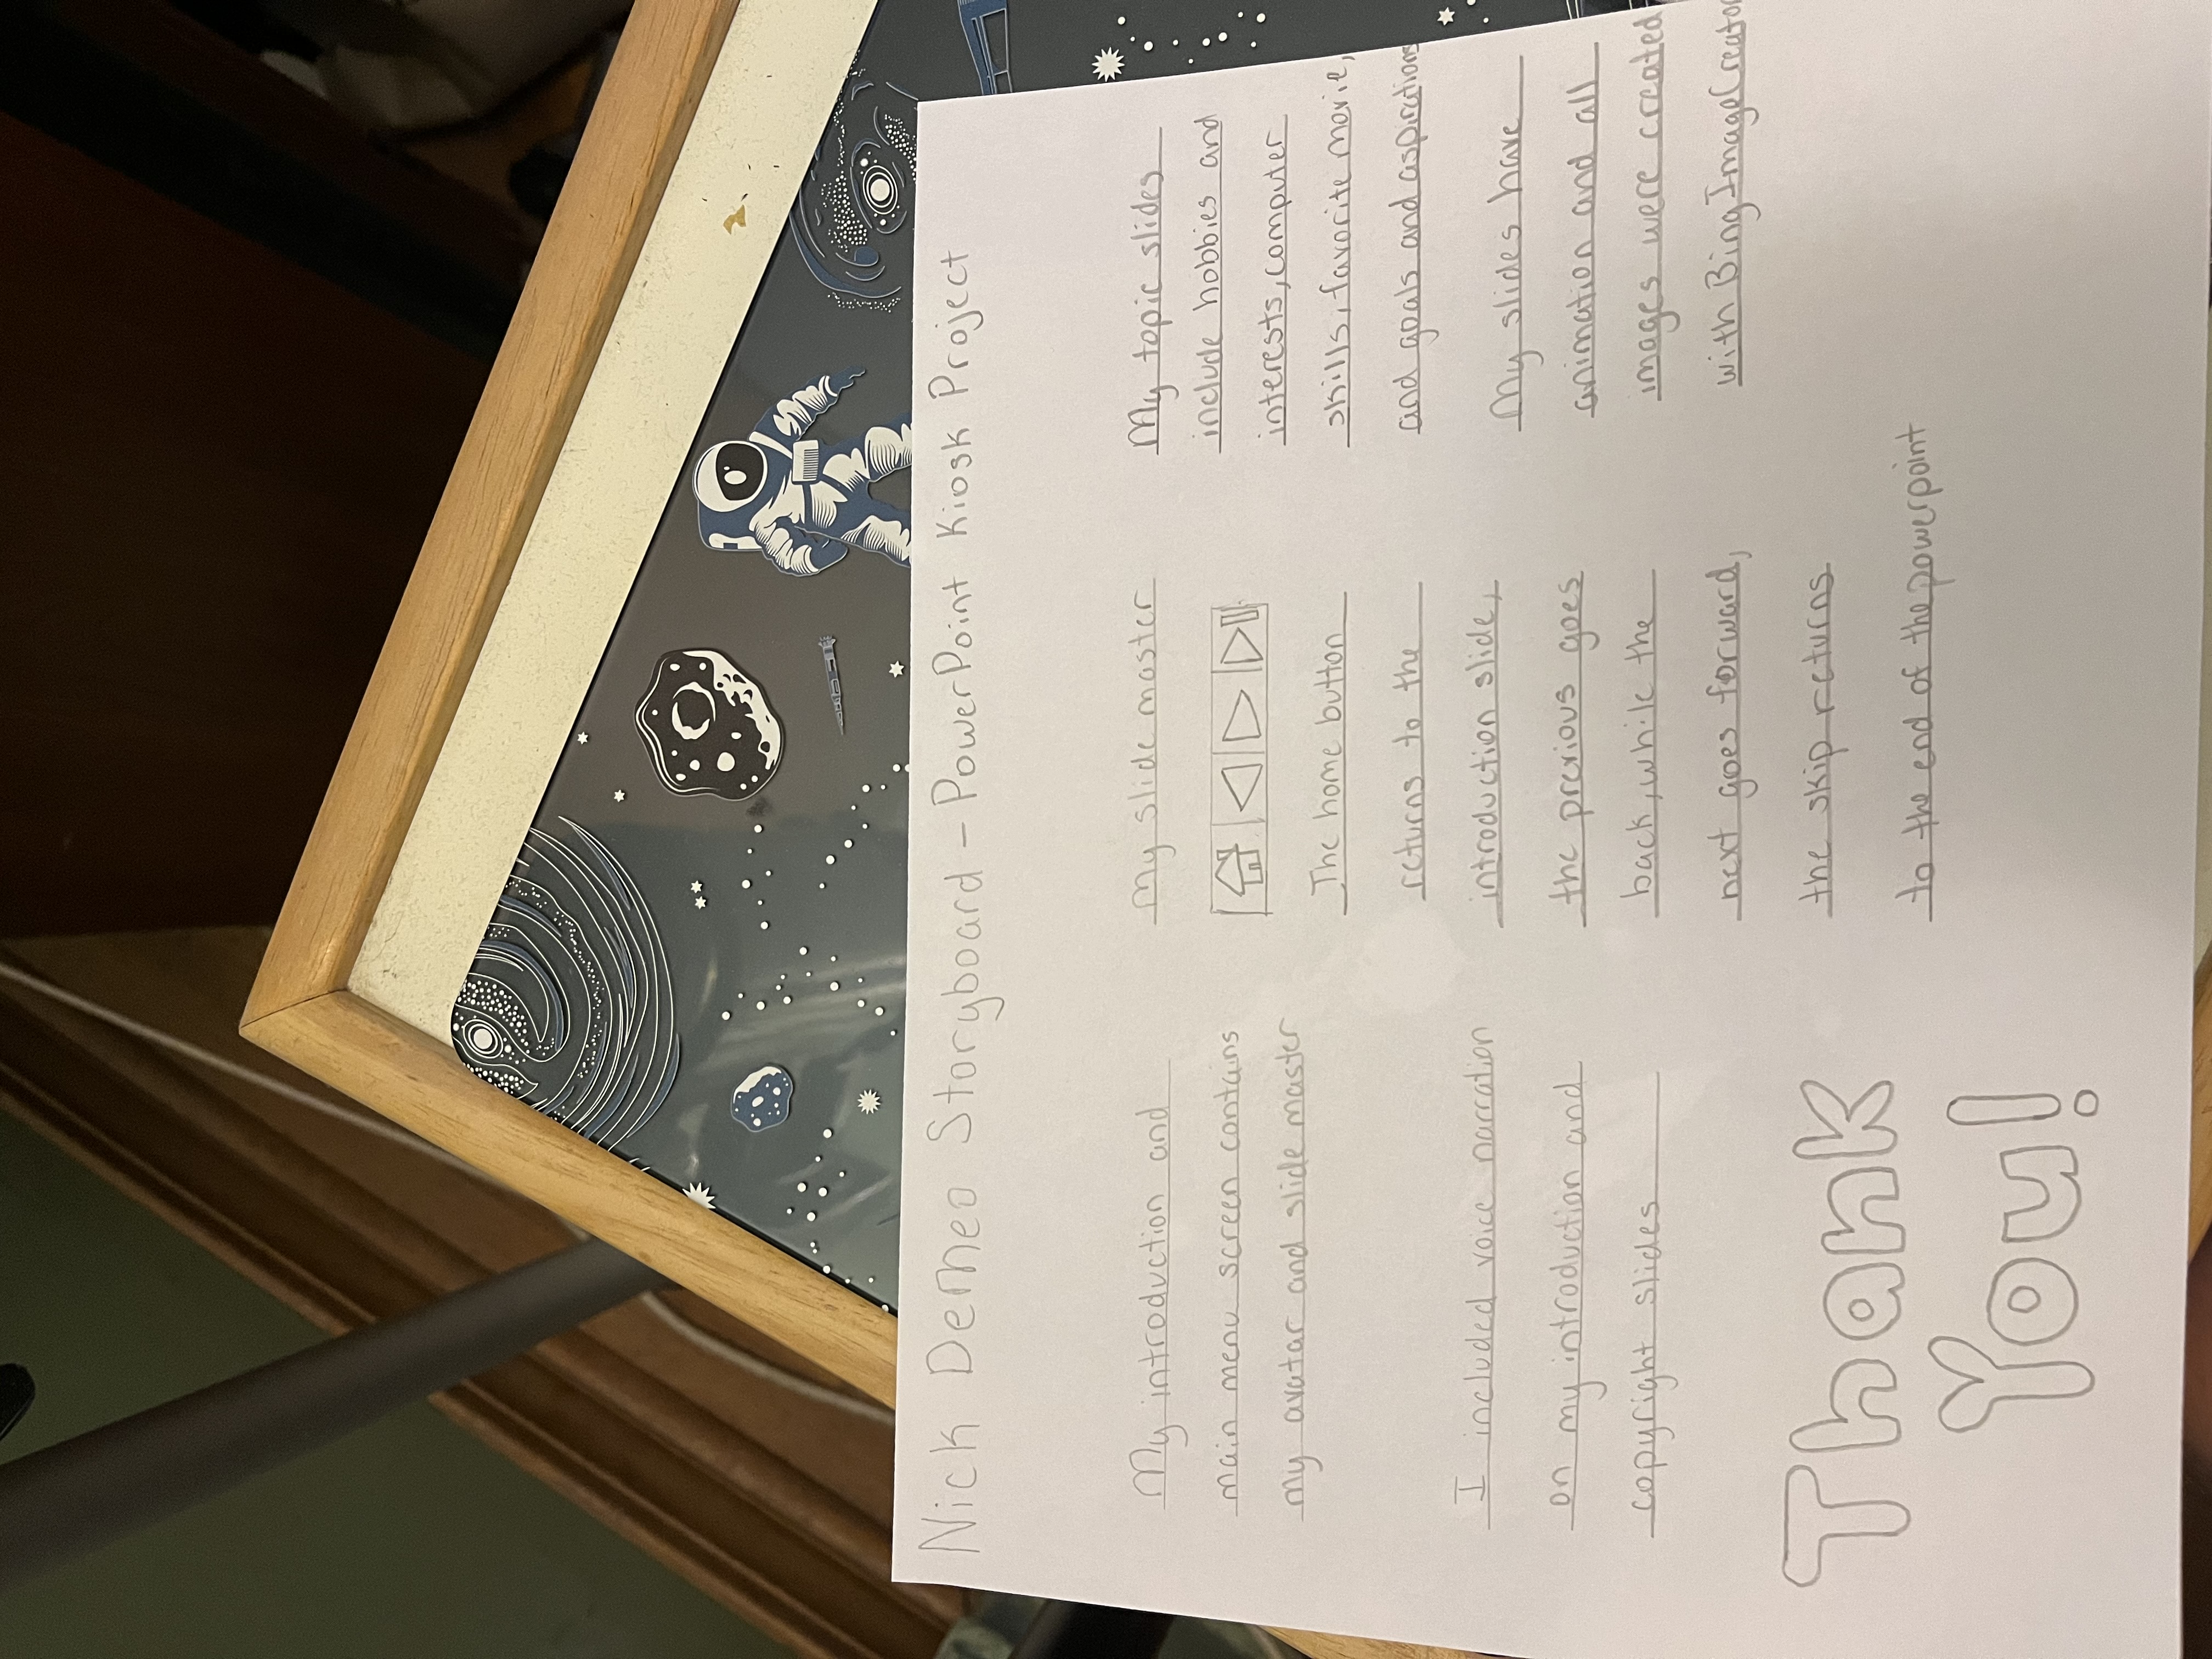 Nick Demeo Storyboard - PowerPoint Kiosk Project
My introduction and
main menu screen contains
my avatar and slide master
I included voice narration
on my introduction and
copyright slides
Thank
You!
My slide master
The home button
returns to the
introduction slide,
the previous goes
back, while the
next goes forward,
the skip returns
to the end of the powerpoint
My topic slides
include hobbies and
interests, computer
skills, favorite movie,
and goals and aspirations
My slides have
animation and all
images were created
with Bing Image Creator